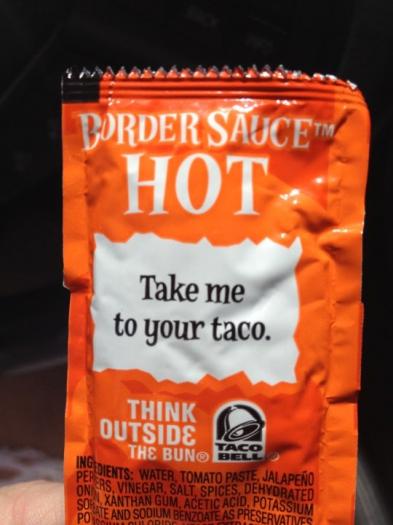 BORDER SAUCE™
HOT
Take me
to your taco.
THINK
OUTSIDE
THE BUN®
TACO
BELL®
INGREDIENTS: WATER, TOMATO PASTE, JALAPEÑO
PEPPERS, VINEGAR, SALT, SPICES, DEHYDRATED
ONION, XANTHAN GUM, ACETIC ACID, POTASSIUM
SORBATE AND SODIUM BENZOATE AS PRESERVATIVES